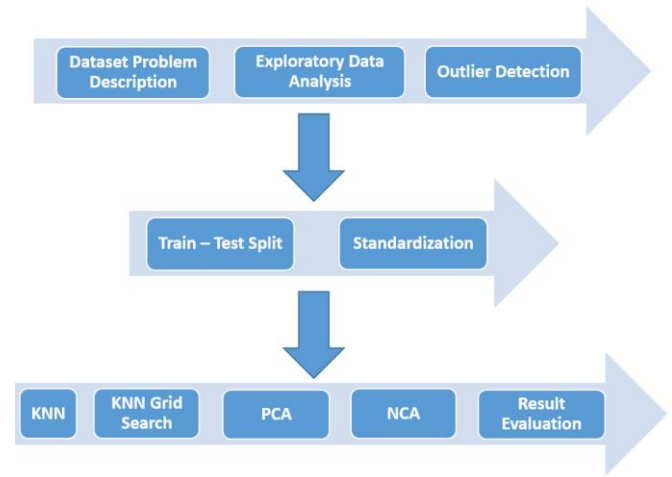 Dataset Problem
Description
Exploratory Data
Analysis
Outlier Detection
Train – Test Split
Standardization
KNN
KNN Grid
Search
PCA
NCA
Result
Evaluation